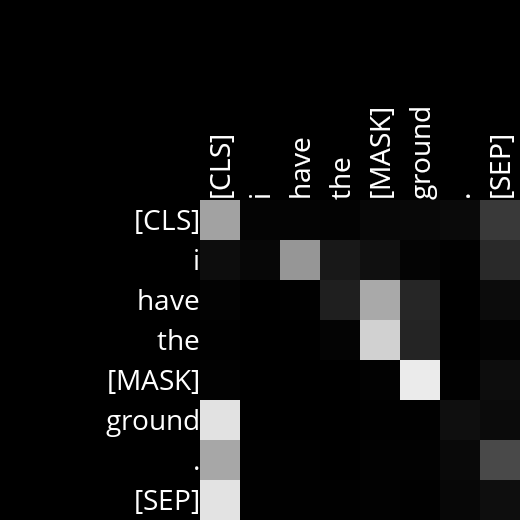 [CLS] i have the [MASK] ground . [SEP]
[CLS]
i
have
the
[MASK]
ground
.
[SEP]